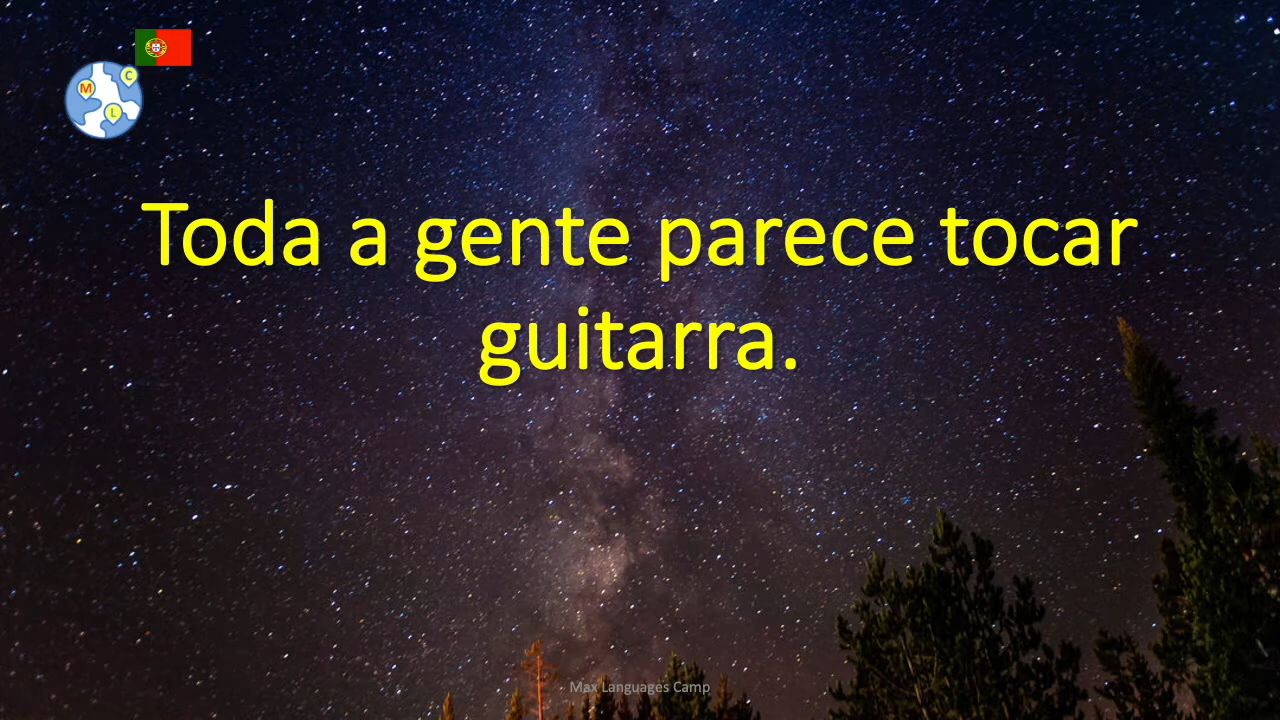 C
M
L
Toda a gente parece tocar
guitarra.
Max Languages Camp